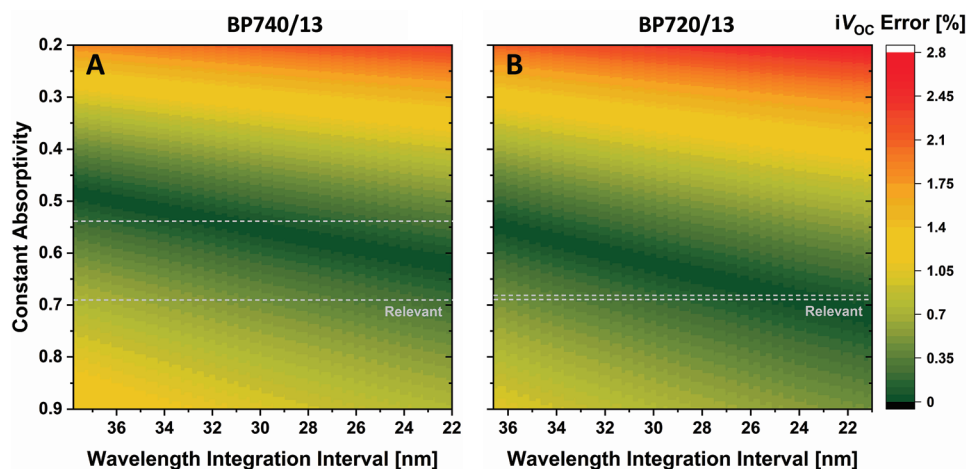 BP740/13
BP720/13
iVOC Error [%]
A
B
0.2
0.3
0.4
0.5
0.6
0.7
0.8
0.9
Constant Absorptivity
Relevant
Relevant
2.8
2.45
2.1
1.75
1.4
1.05
0.7
0.35
0
36 34 32 30 28 26 24 22
36 34 32 30 28 26 24 22
Wavelength Integration Interval [nm]
Wavelength Integration Interval [nm]